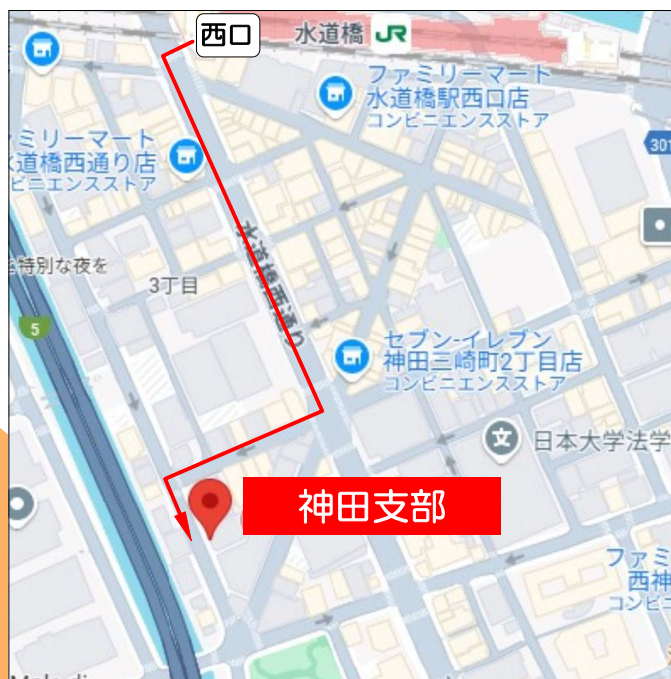 西口
水道橋 JR
ファミリーマート
水道橋駅西口店
コンビニエンスストア
301
ァミリーマート
水道橋西通り店
ビニエンスストア
水道橋西通り
特別な夜を
3丁目
5
セブン-イレブン
神田三崎町2丁目店
コンビニエンスストア
文
日本大学法学
神田支部
ファミ
西神
コンビニ